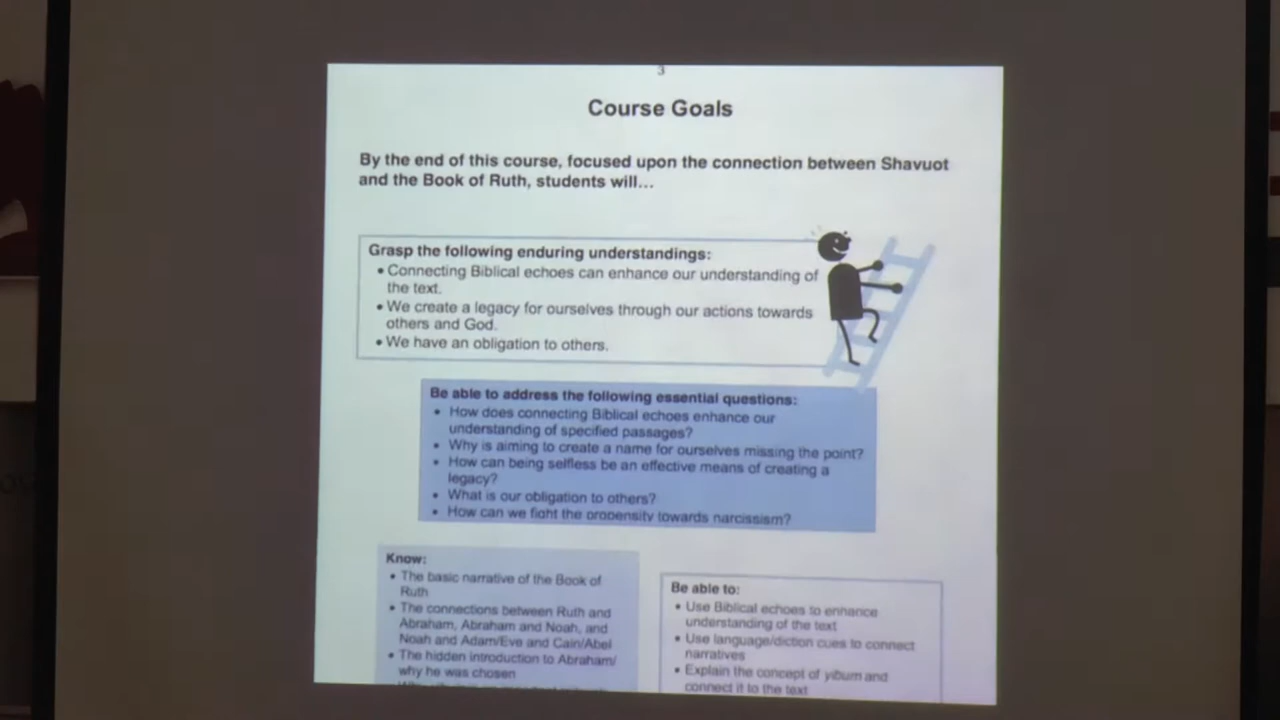 3
Course Goals
By the end of this course, focused upon the connection between Shavuot
and the Book of Ruth, students will...
Grasp the following enduring understandings:
• Connecting Biblical echoes can enhance our understanding of
the text.
• We create a legacy for ourselves through our actions towards
others and God.
• We have an obligation to others.
Be able to address the following essential questions:
• How does connecting Biblical echoes enhance our
understanding of specified passages?
• Why is aiming to create a name for ourselves missing the point?
• How can being selfless be an effective means of creating a
legacy?
• What is our obligation to others?
• How can we fight the propensity towards narcissism?
Know:
• The basic narrative of the Book of
Ruth
• The connections between Ruth and
Abraham, Abraham and Noah, and
Noah and Adam/Eve and Cain/Abel
• The hidden introduction to Abraham/
why he was chosen
Be able to:
• Use Biblical echoes to enhance
understanding of the text
• Use language/diction cues to connect
narratives
• Explain the concept of yibum and
connect it to the text